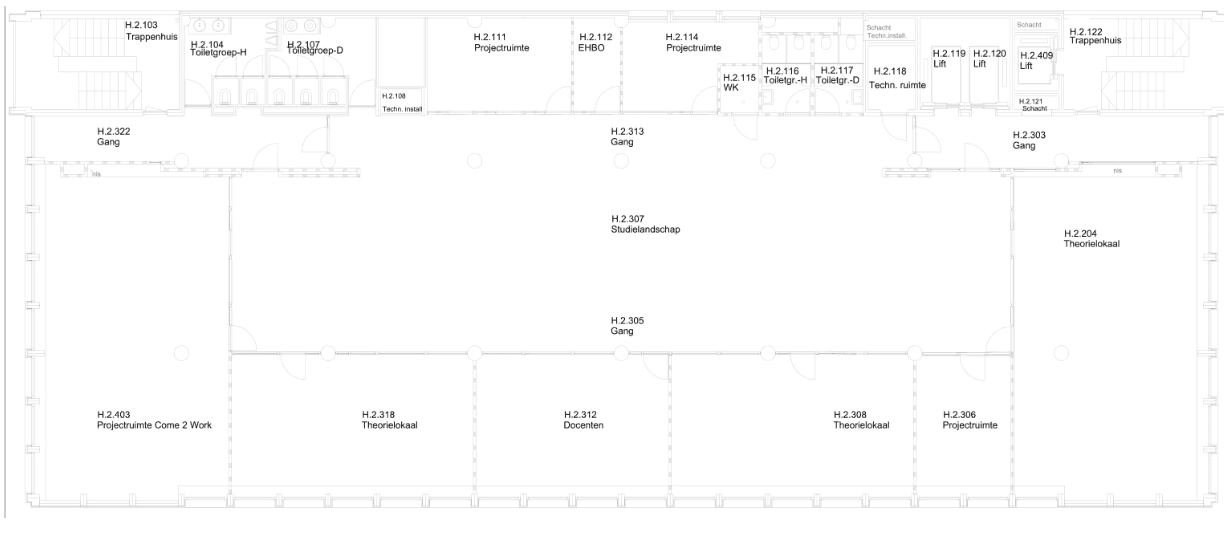 H.2.103
Trappenhuis
H.2.104
Toiletgroep-H
H.2.107
Toiletgroep-D
H.2.108
Techn. install
H.2.111
Projectruimte
H.2.112
EHBO
H.2.114
Projectruimte
H.2.115
WK
H.2.116
Toiletgr.-H
H.2.117
Toiletgr.-D
Schacht
Techn.install.
H.2.118
Techn. ruimte
H.2.119
Lift
H.2.120
Lift
Schacht
H.2.409
Lift
H.2.121
Schacht
H.2.122
Trappenhuis
H.2.322
Gang
H.2.313
Gang
H.2.303
Gang
nis
nis
H.2.307
Studielandschap
H.2.204
Theorielokaal
H.2.305
Gang
H.2.403
Projectruimte Come 2 Work
H.2.318
Theorielokaal
H.2.312
Docenten
H.2.308
Theorielokaal
H.2.306
Projectruimte